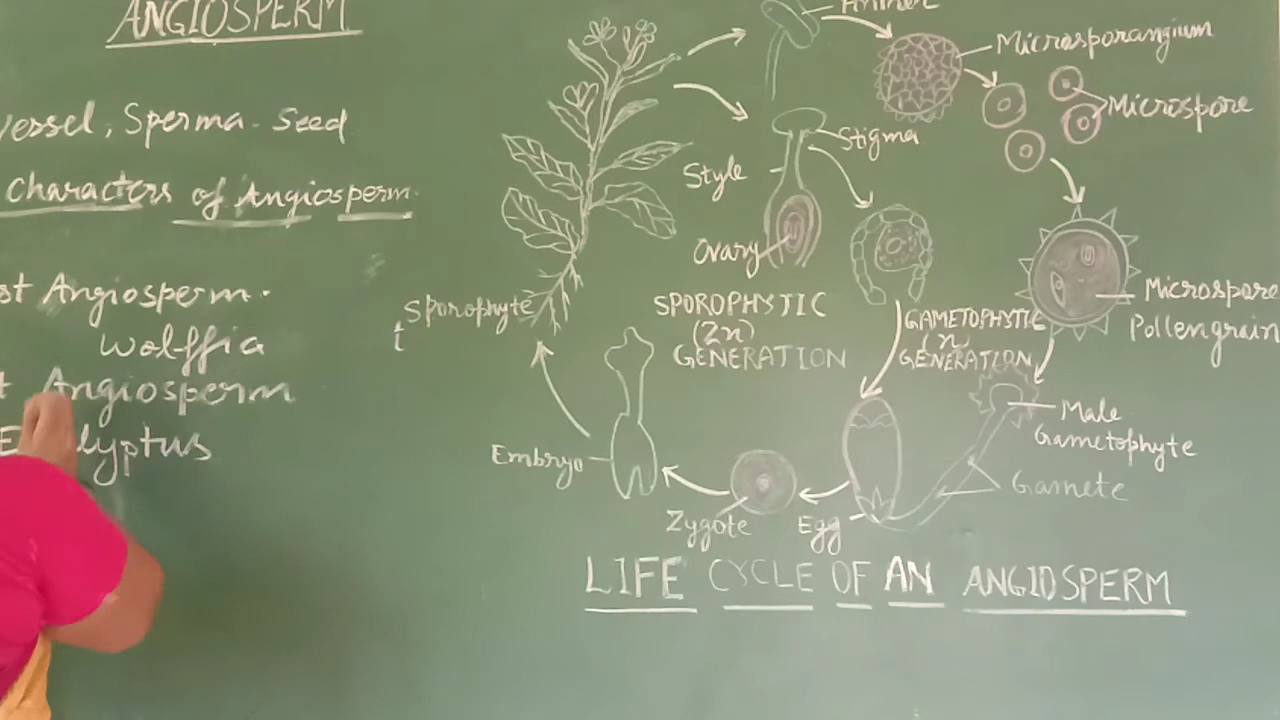 ANGIOSPERM
vessel, Sperma - Seed
Characters of Angiosperm
Angiosperm.
wolffia
Angiosperm
Microsporangium
Microspore
Stigma
Style
Ovary
Sporophyte
t
SPOROPHYTIC
(2n)
GENERATION
GAMETOPHYTIC
(n)
GENERATION
Microspore
Pollengrain
Male
Gametophyte
Gamete
Embryo
Zygote
Egg
LIFE CYCLE OF AN ANGIOSPERM